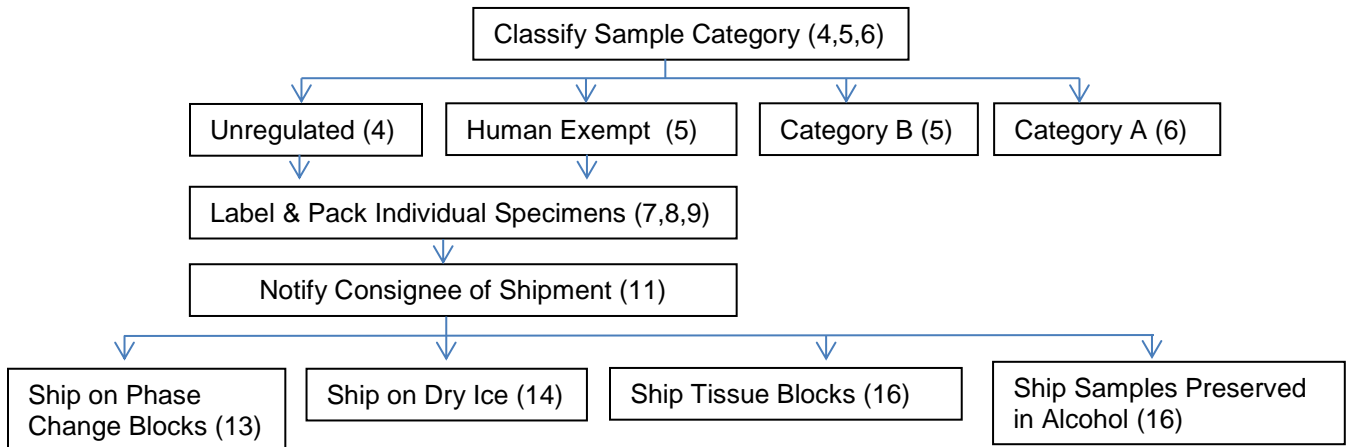 Classify Sample Category (4,5,6)
Unregulated (4)
Human Exempt (5)
Category B (5)
Category A (6)
Label & Pack Individual Specimens (7,8,9)
Notify Consignee of Shipment (11)
Ship on Phase
Change Blocks (13)
Ship on Dry Ice (14)
Ship Tissue Blocks (16)
Ship Samples Preserved
in Alcohol (16)